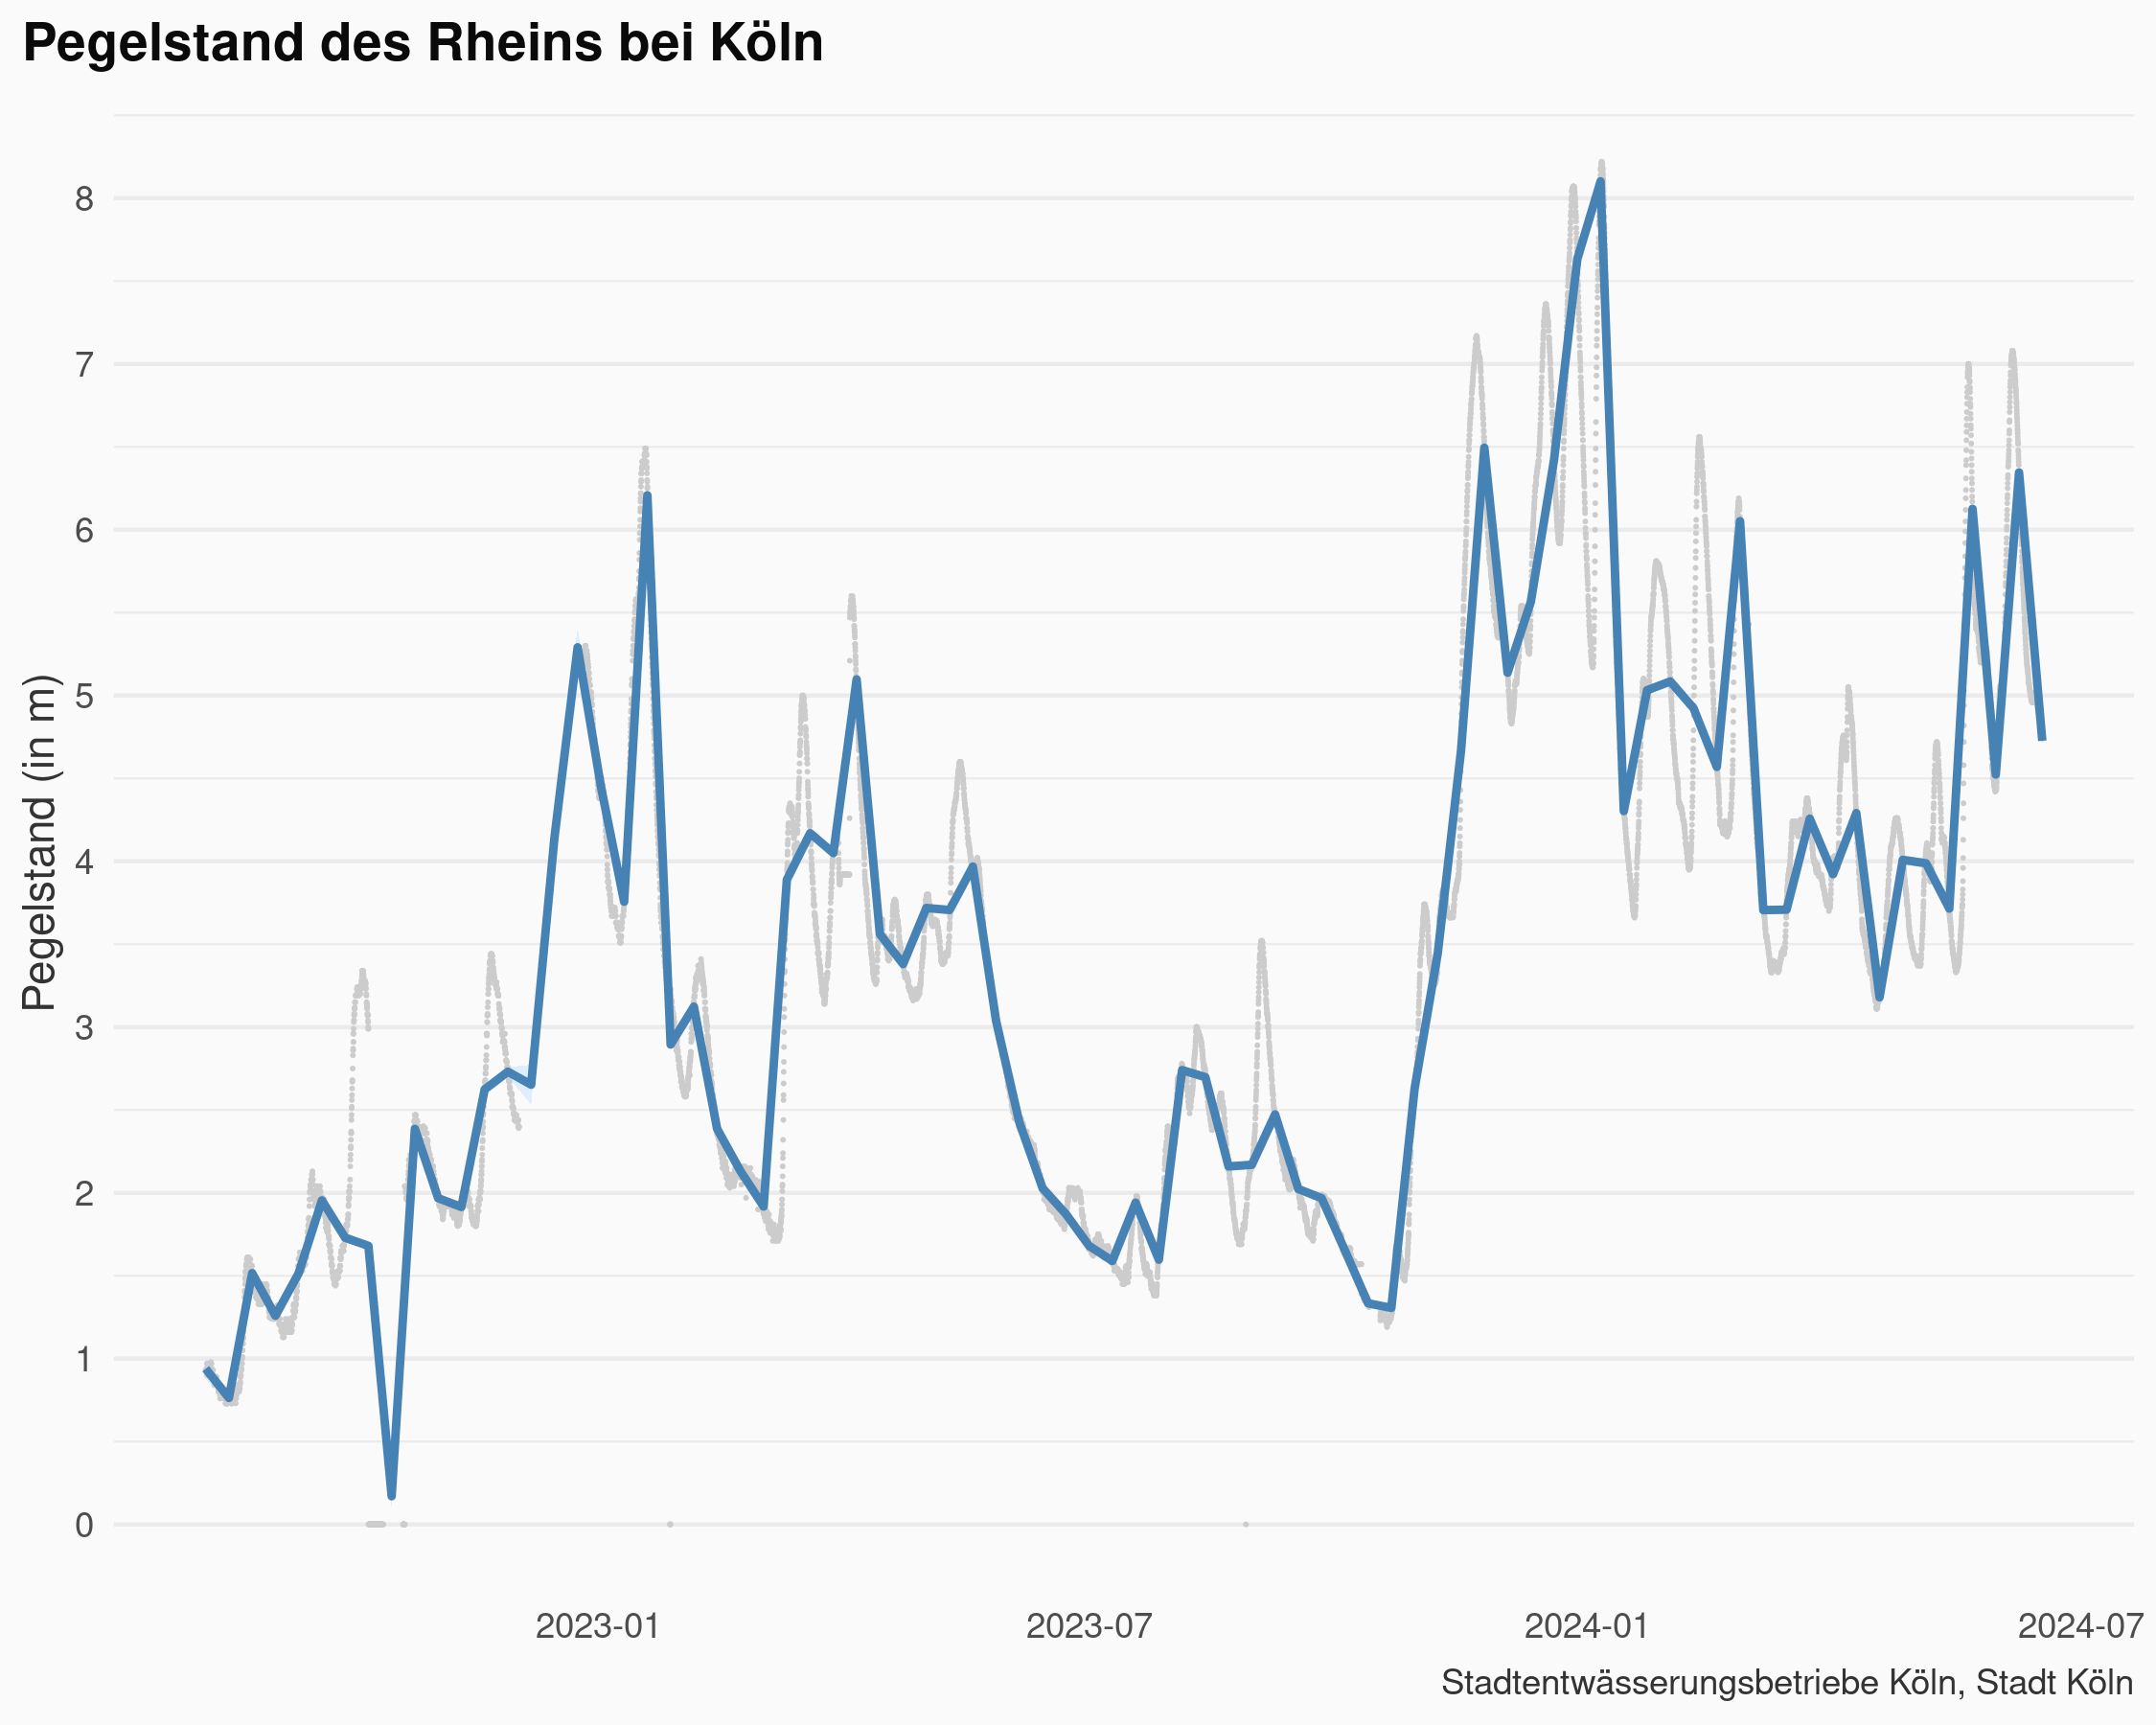 Pegelstand des Rheins bei Köln
Pegelstand (in m)
8
7
6
5
4
3
2
1
0
2023-01 2023-07 2024-01 2024-07
Stadtentwässerungsbetriebe Köln, Stadt Köln